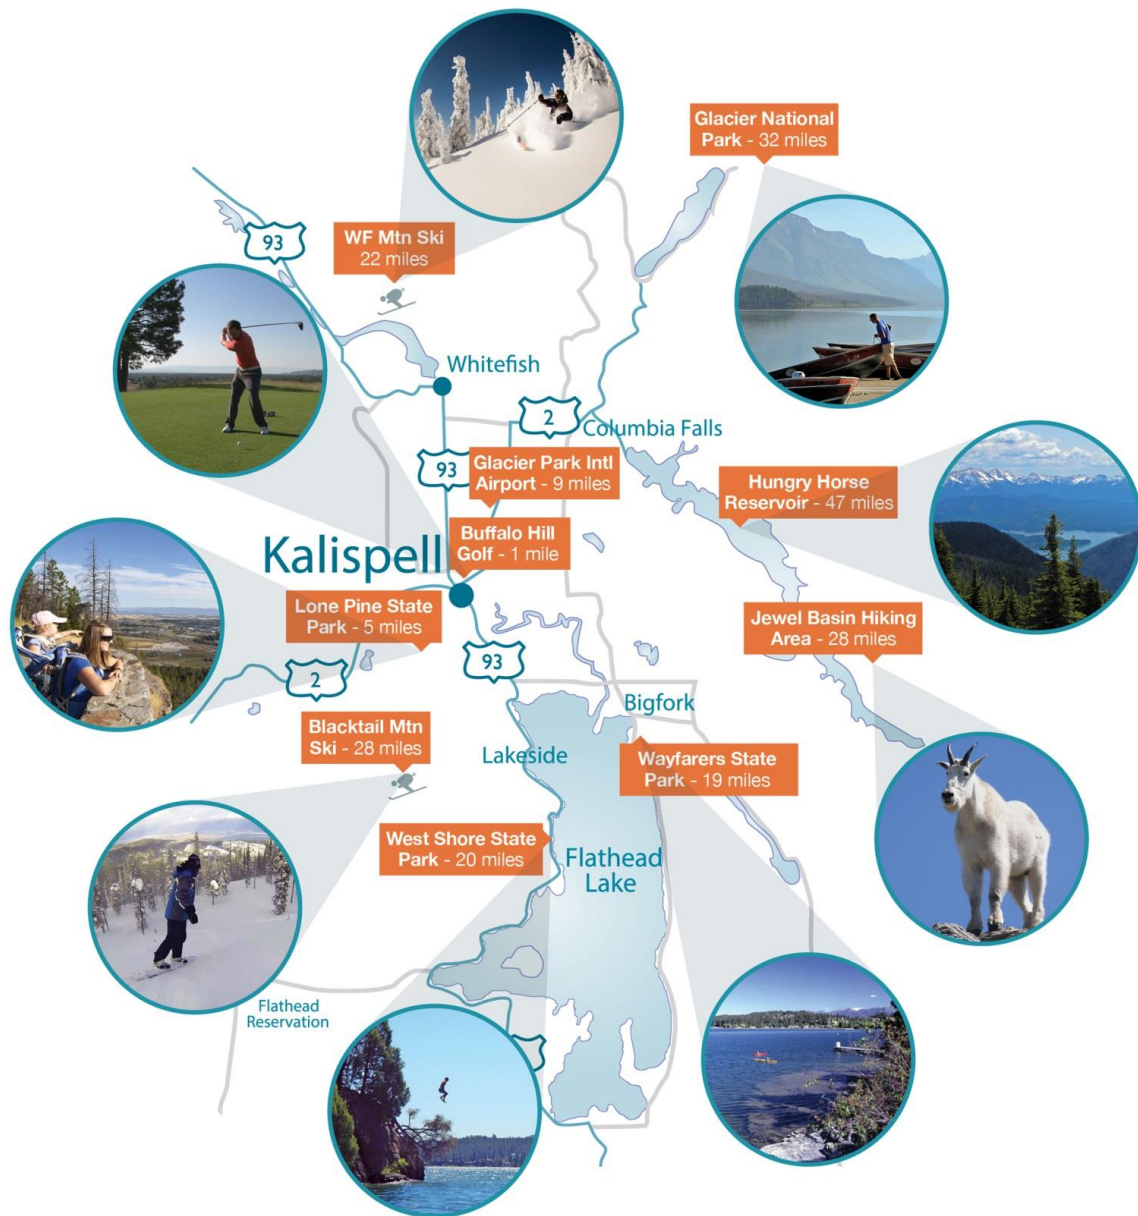 Glacier National
Park - 32 miles
93
WF Mtn Ski
22 miles
Whitefish
2
Columbia Falls
93
Glacier Park Intl
Airport - 9 miles
Hungry Horse
Reservoir - 47 miles
Buffalo Hill
Golf - 1 mile
Kalispell
Lone Pine State
Park - 5 miles
Jewel Basin Hiking
Area - 28 miles
93
2
Bigfork
Blacktail Mtn
Ski - 28 miles
Lakeside
Wayfarers State
Park - 19 miles
West Shore State
Park - 20 miles
Flathead
Lake
Flathead
Reservation